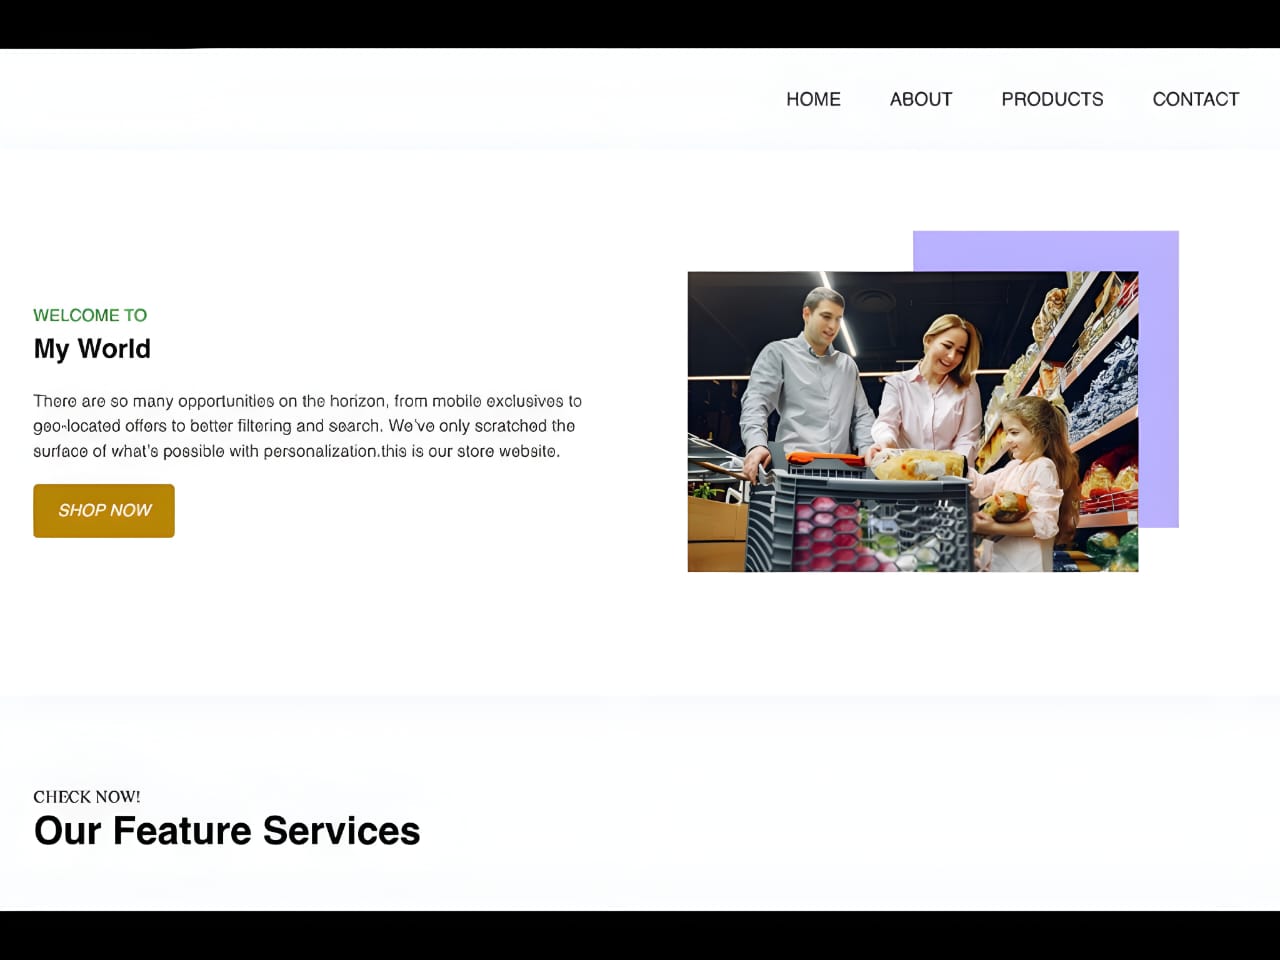 HOME ABOUT PRODUCTS CONTACT
WELCOME TO
My World
There are so many opportunities on the horizon, from mobile exclusives to
geo-located offers to better filtering and search. We've only scratched the
surface of what's possible with personalization.this is our store website.
SHOP NOW
CHECK NOW!
Our Feature Services